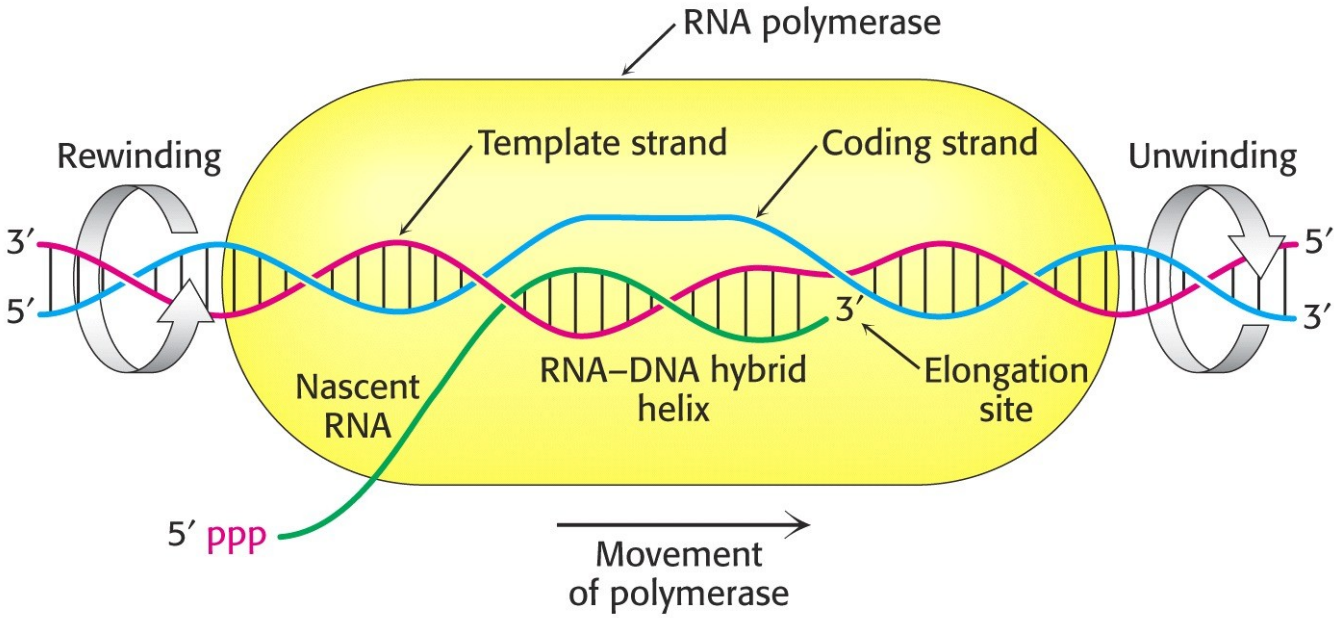 RNA polymerase
Template strand
Coding strand
Rewinding
Unwinding
3′
5′
5′
3′
3′
Nascent
RNA
RNA–DNA hybrid
helix
Elongation
site
5′ ppp
Movement
of polymerase